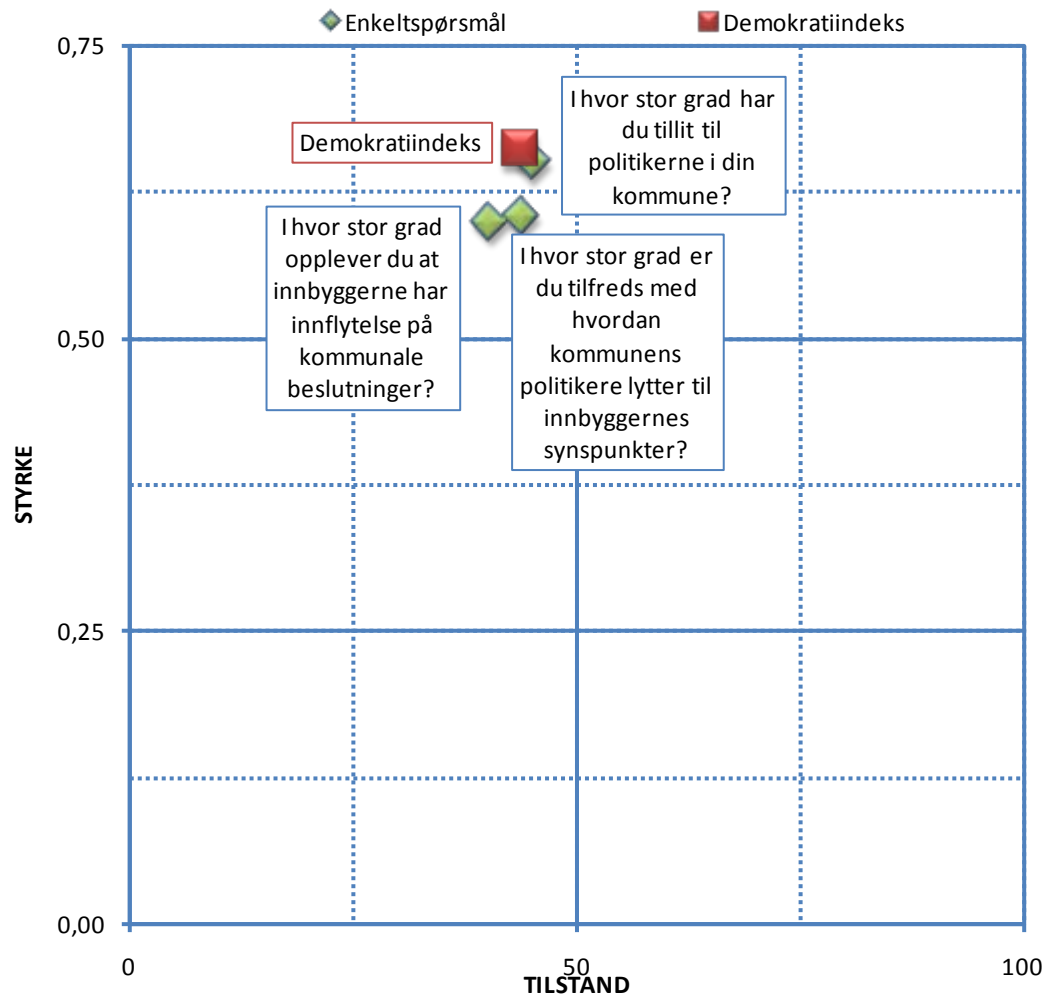 Enkeltspørsmål
Demokratiindeks
0,75
0,50
0,25
0,00
STYRKE
Demokratiindeks
I hvor stor grad har
du tillit til
politikerne i din
kommune?
I hvor stor grad
opplever du at
innbyggerne har
innflytelse på
kommunale
beslutninger?
I hvor stor grad er
du tilfreds med
hvordan
kommunens
politikere lytter til
innbyggernes
synspunkter?
0
50
100
TILSTAND